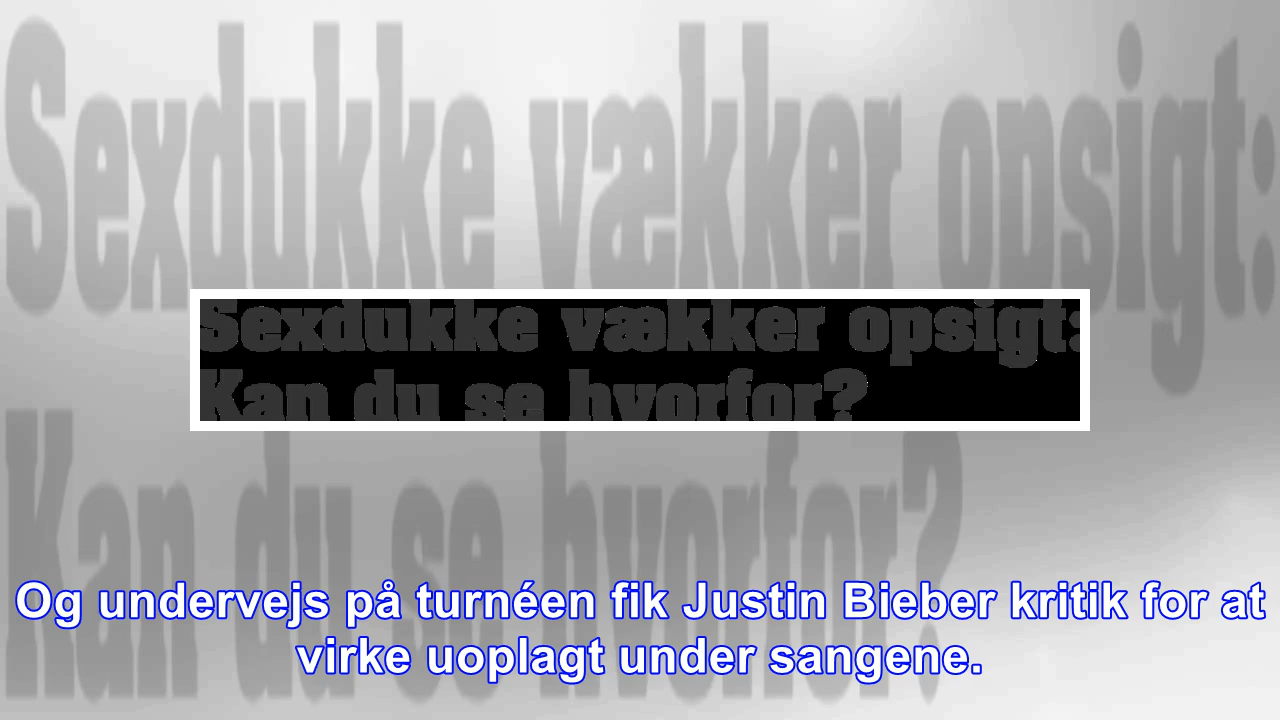 Sexdukke vækker opsigt:
Kan du se hvorfor?
Sexdukke vækker opsigt:
Kan du se hvorfor?
Og undervejs på turnéen fik Justin Bieber kritik for at
virke uoplagt under sangene.